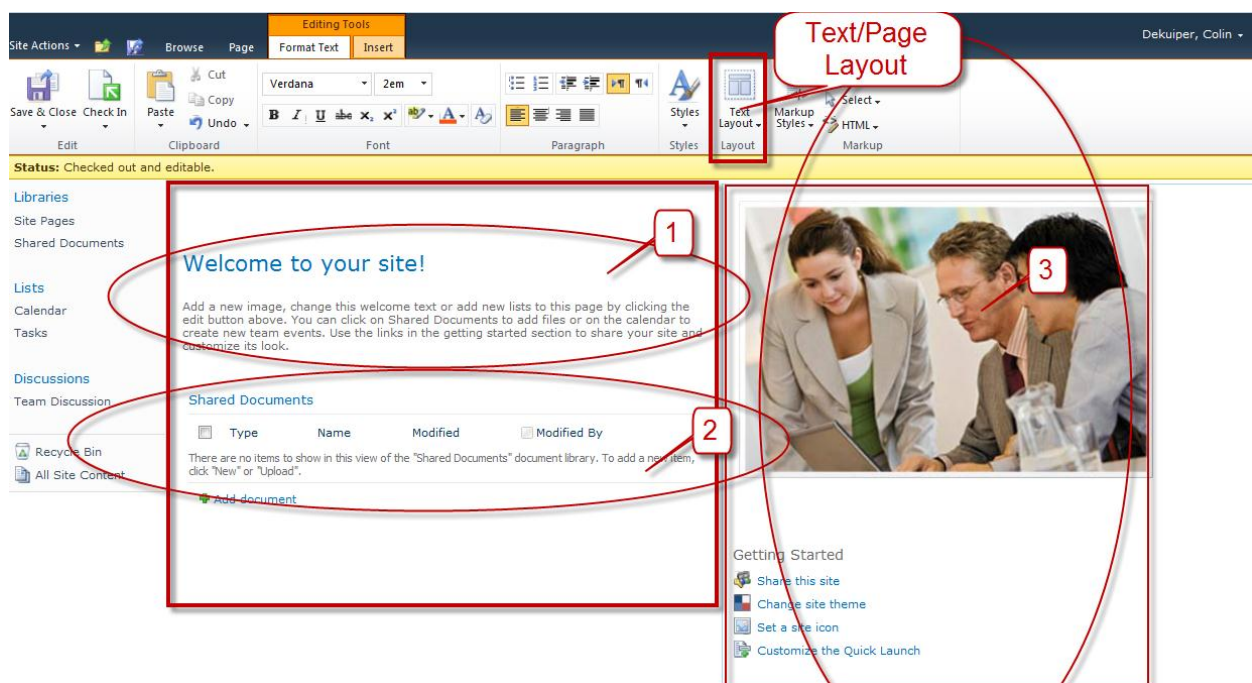 Editing Tools
Text/Page
Layout
Dekuiper, Colin
Site Actions
Browse
Page
Format Text
Insert
Save & Close
Check In
Paste
Cut
Copy
Undo
Verdana
2em
B I U abc X₂ X² A A
Styles
Text
Layout
Markup
Styles
Select
HTML
Edit
Clipboard
Font
Paragraph
Styles
Layout
Markup
Status: Checked out and editable.
Libraries
Site Pages
Shared Documents
Lists
Calendar
Tasks
Discussions
Team Discussion
Recycle Bin
All Site Content
1
Welcome to your site!
Add a new image, change this welcome text or add new lists to this page by clicking the
edit button above. You can click on Shared Documents to add files or on the calendar to
create new team events. Use the links in the getting started section to share your site and
customize its look.
Shared Documents
Type Name Modified Modified By
2
There are no items to show in this view of the "Shared Documents" document library. To add a new item,
click "New" or "Upload".
Add document
3
Getting Started
Share this site
Change site theme
Set a site icon
Customize the Quick Launch